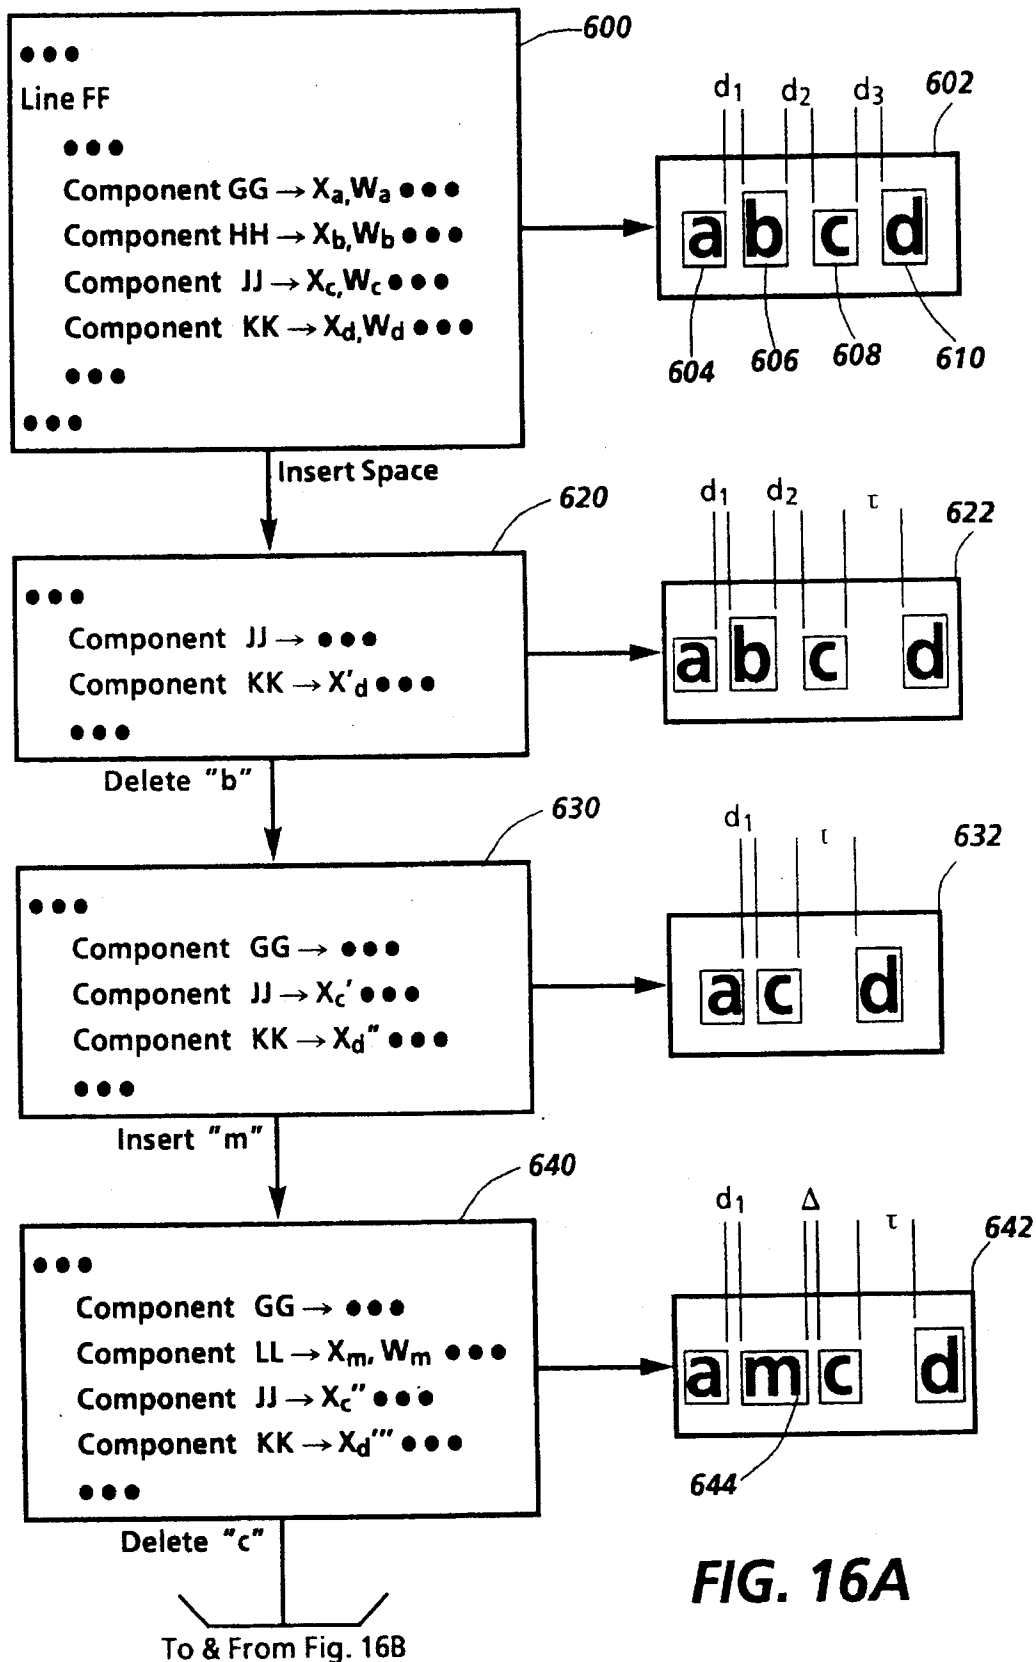 600
●●●
Line FF
●●●
Component GG → Xa,Wa ●●●
Component HH → Xb,Wb ●●●
Component JJ → Xc,Wc ●●●
Component KK → Xd,Wd ●●●
●●●
●●●
d1 d2 d3 602
a b c d
604 606 608 610
Insert Space
620
●●●
Component JJ → ●●●
Component KK → X'd ●●●
●●●
d1 d2 τ 622
a b c d
Delete "b"
630
●●●
Component GG → ●●●
Component JJ → Xc' ●●●
Component KK → Xd" ●●●
●●●
d1 τ 632
a c d
Insert "m"
640
●●●
Component GG → ●●●
Component LL → Xm, Wm ●●●
Component JJ → Xc" ●●●
Component KK → Xd"' ●●●
●●●
d1 Δ τ 642
a m c d
644
Delete "c"
To & From Fig. 16B
FIG. 16A